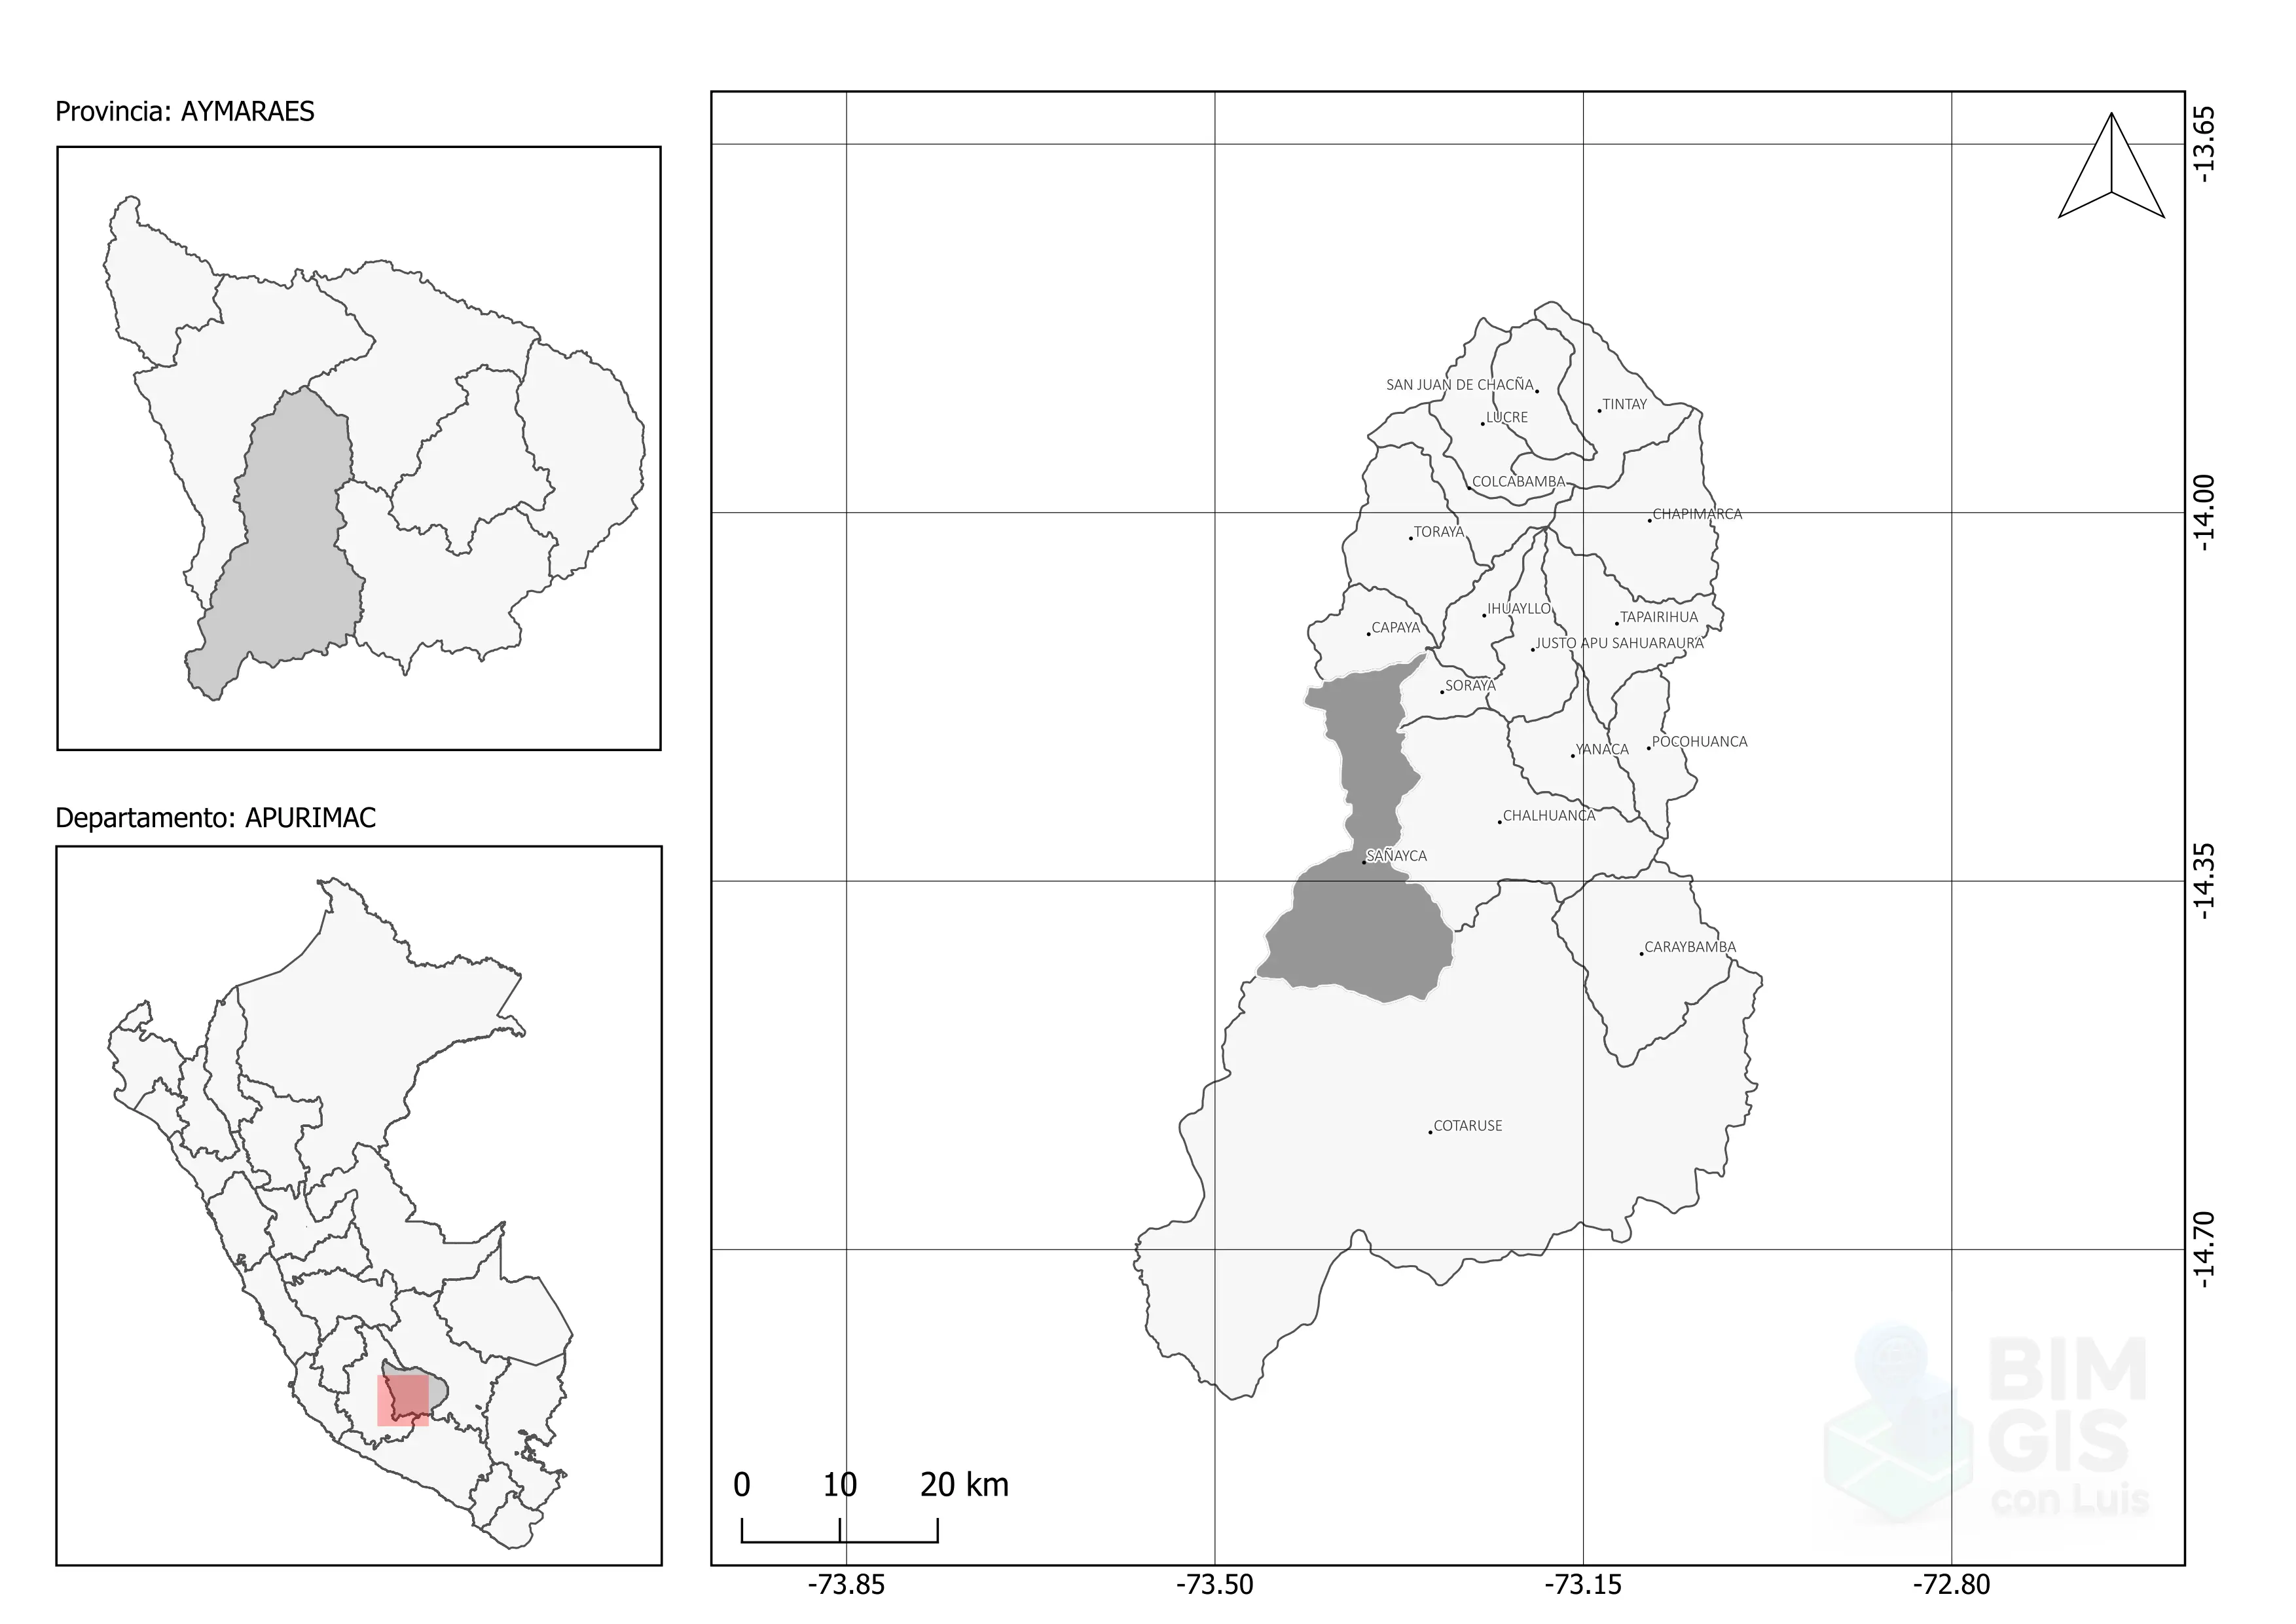 Provincia: AYMARAES
Departamento: APURIMAC
SAN JUAN DE CHACÑA
TINTAY
LUCRE
COLCABAMBA
CHAPIMARCA
TORAYA
IHUAYLLO
TAPAIRIHUA
CAPAYA
JUSTO APU SAHUARAURA
SORAYA
POCOHUANCA
YANACA
CHALHUANCA
SAÑAYCA
CARAYBAMBA
COTARUSE
-13.65
-14.00
-14.35
-14.70
BIM
GIS
con Luis
0 10 20 km
-73.85 -73.50 -73.15 -72.80